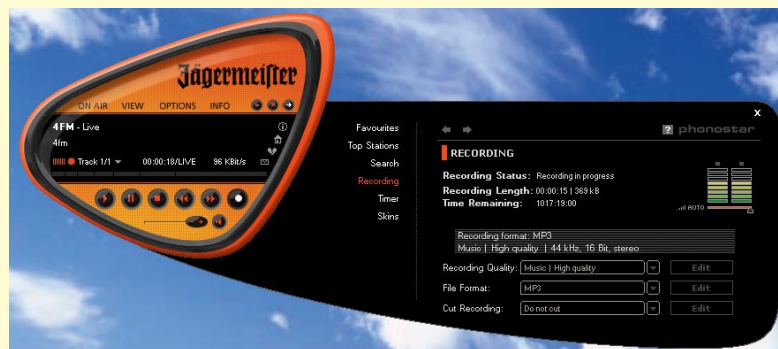 Jägermeifter
ON AIR VIEW OPTIONS INFO
4FM - Live
4fm
Track 1/1 00:00:18/LIVE 96 KBit/s
Favourites
Top Stations
Search
Recording
Timer
Skins
x
? phonostar
RECORDING
Recording Status: Recording in progress
Recording Length: 00:00:15 | 369 kB
Time Remaining: 1017:19:00
AUTO
Recording format: MP3
Music | High quality | 44 kHz, 16 Bit, stereo
Recording Quality: Music | High quality Edit
File Format: MP3 Edit
Cut Recording: Do not cut Edit